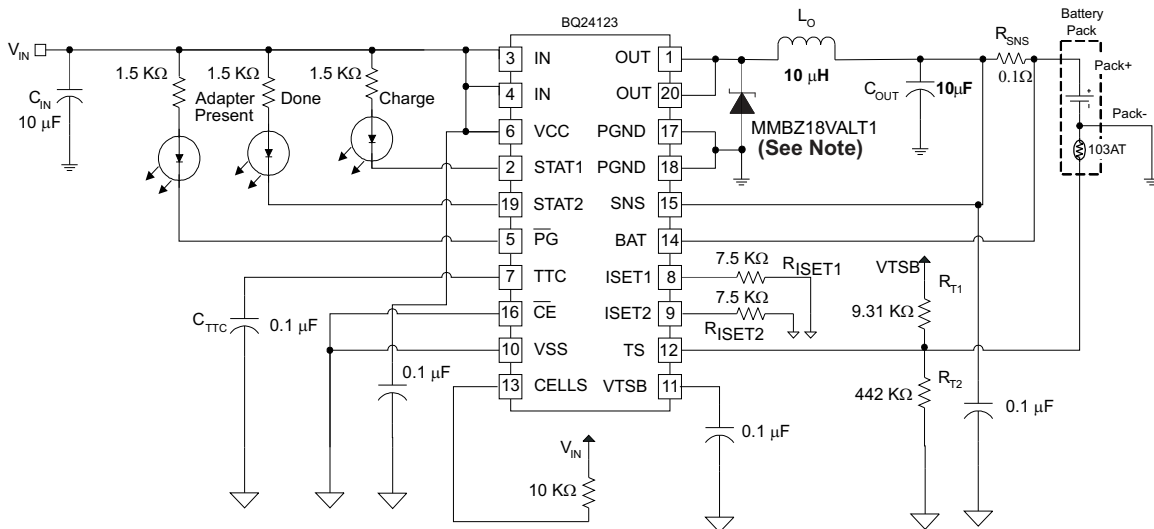 BQ24123
V_IN
C_IN
10 μF
1.5 KΩ
Adapter
Present
1.5 KΩ
Done
1.5 KΩ
Charge
3 IN
4 IN
6 VCC
2 STAT1
19 STAT2
5 PG
7 TTC
16 CE
10 VSS
13 CELLS
OUT 1
OUT 20
PGND 17
PGND 18
SNS 15
BAT 14
ISET1 8
ISET2 9
TS 12
VTSB 11
L_O
10 μH
MMBZ18VALT1
(See Note)
C_OUT
10μF
R_SNS
0.1Ω
Battery
Pack
Pack+
+
Pack-
103AT
7.5 KΩ
R_ISET1
7.5 KΩ
R_ISET2
VTSB
R_T1
9.31 KΩ
R_T2
442 KΩ
0.1 μF
C_TTC
0.1 μF
0.1 μF
0.1 μF
V_IN
10 KΩ